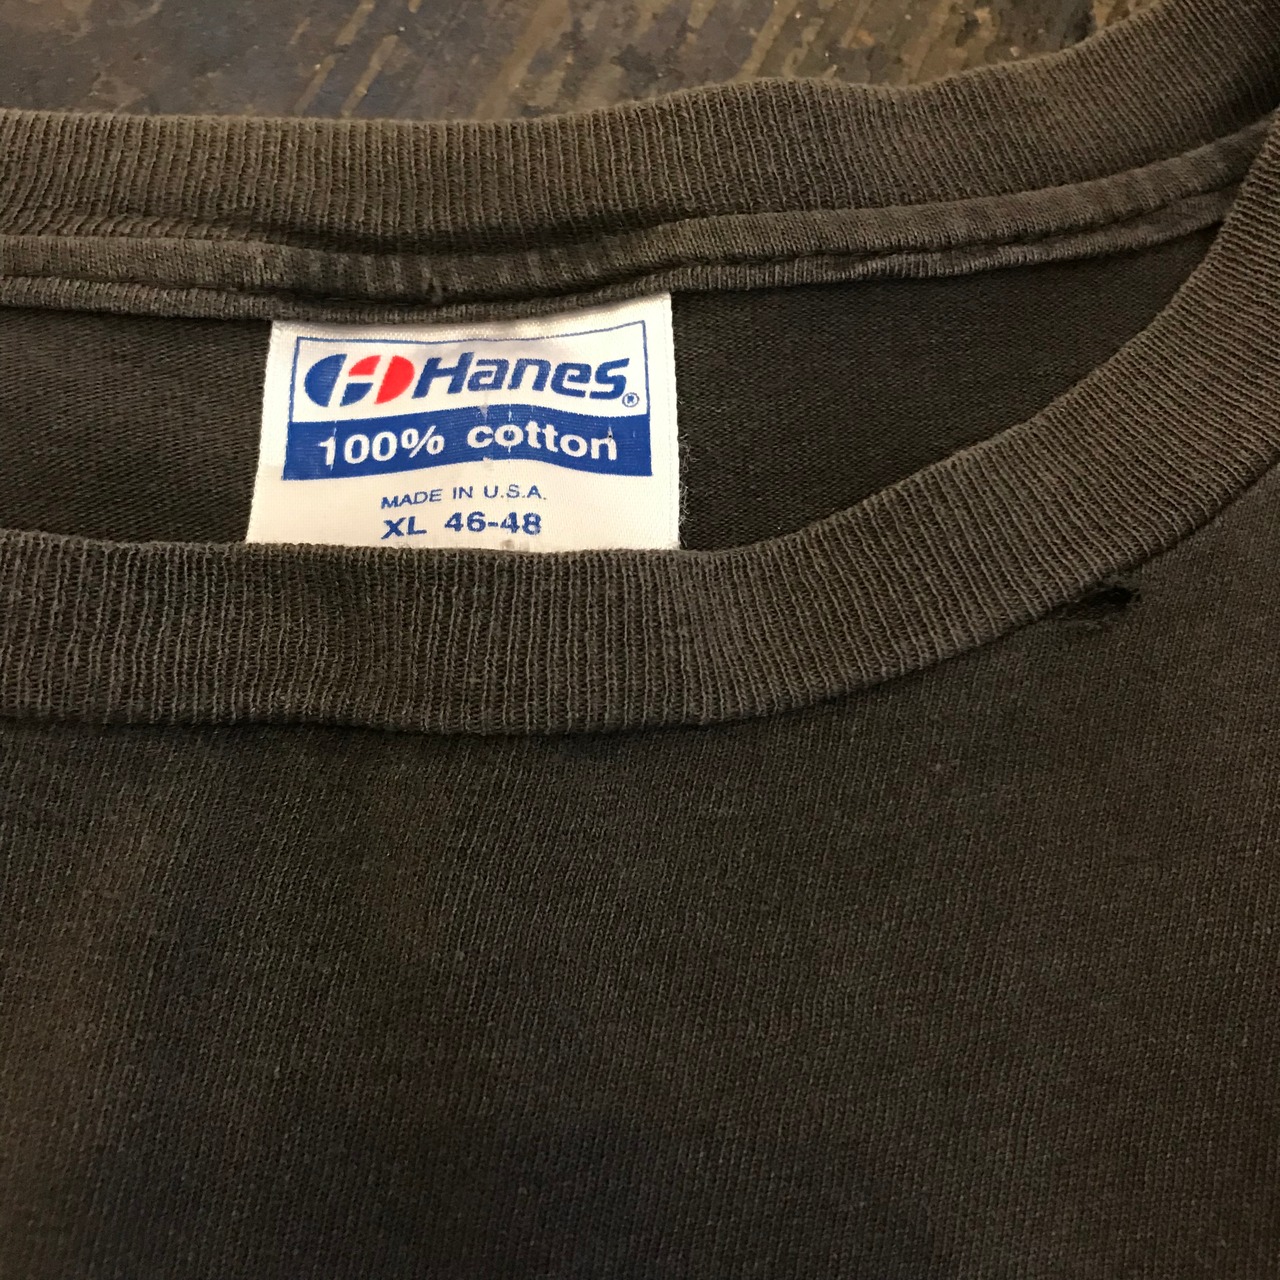 Hanes®
100% cotton
MADE IN U.S.A.
XL 46-48